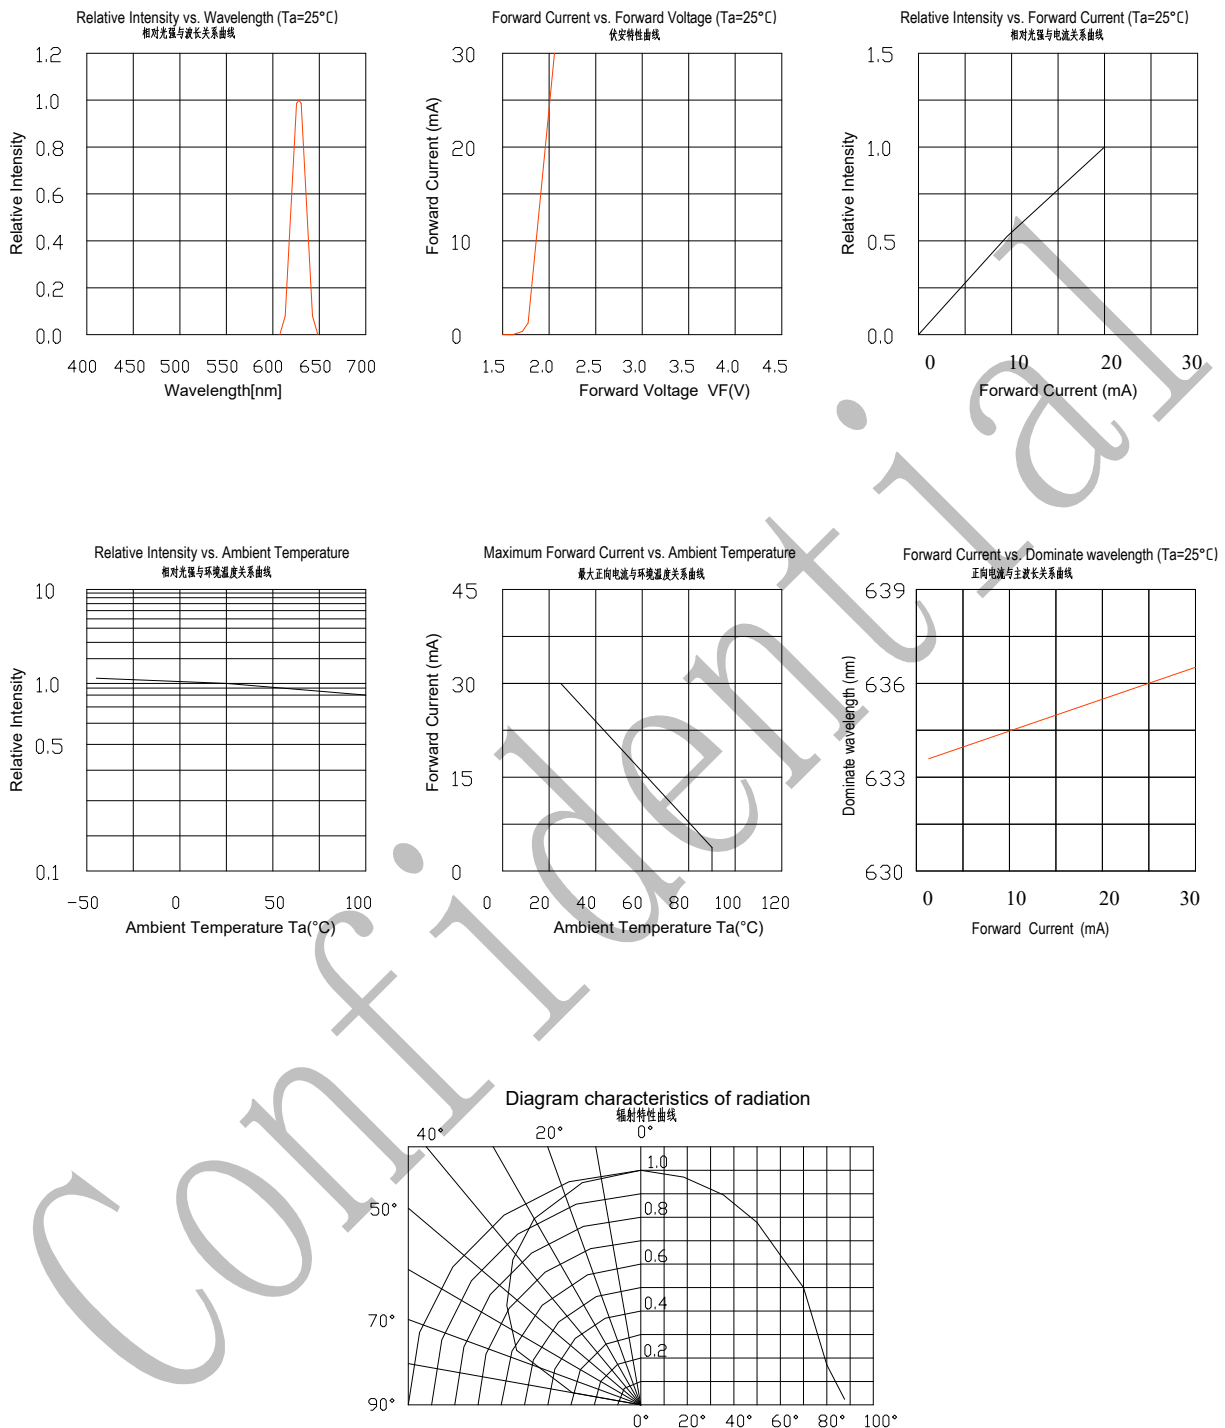 Relative Intensity vs. Wavelength (Ta=25°C)
相对光强与波长关系曲线
1.2
1.0
0.8
0.6
0.4
0.2
0.0
Relative Intensity
400 450 500 550 600 650 700
Wavelength[nm]
Forward Current vs. Forward Voltage (Ta=25°C)
伏安特性曲线
30
20
10
0
Forward Current (mA)
1.5 2.0 2.5 3.0 3.5 4.0 4.5
Forward Voltage VF(V)
Relative Intensity vs. Forward Current (Ta=25°C)
相对光强与电流关系曲线
1.5
1.0
0.5
0.0
Relative Intensity
0 10 20 30
Forward Current (mA)
Relative Intensity vs. Ambient Temperature
相对光强与环境温度关系曲线
10
1.0
0.5
0.1
Relative Intensity
-50 0 50 100
Ambient Temperature Ta(°C)
Maximum Forward Current vs. Ambient Temperature
最大正向电流与环境温度关系曲线
45
30
15
0
Forward Current (mA)
0 20 40 60 80 100 120
Ambient Temperature Ta(°C)
Forward Current vs. Dominate wavelength (Ta=25°C)
正向电流与主波长关系曲线
639
636
633
630
Dominate wavelength (nm)
0 10 20 30
Forward Current (mA)
Diagram characteristics of radiation
辐射特性曲线
40° 20° 0°
50°
70°
90°
1.0
0.8
0.6
0.4
0.2
0° 20° 40° 60° 80° 100°
Confidential